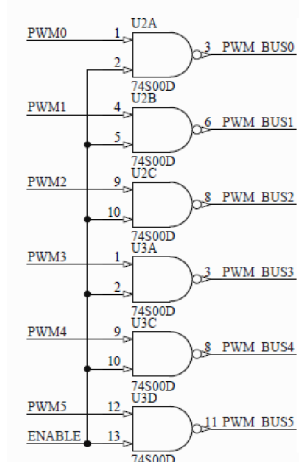 U2A
PWM0 1 3 PWM BUS0
2
74S00D
U2B
PWM1 4 6 PWM BUS1
5
74S00D
U2C
PWM2 9 8 PWM BUS2
10
74S00D
U3A
PWM3 1 3 PWM BUS3
2
74S00D
U3C
PWM4 9 8 PWM BUS4
10
74S00D
U3D
PWM5 12 11 PWM BUS5
ENABLE 13
74S00D